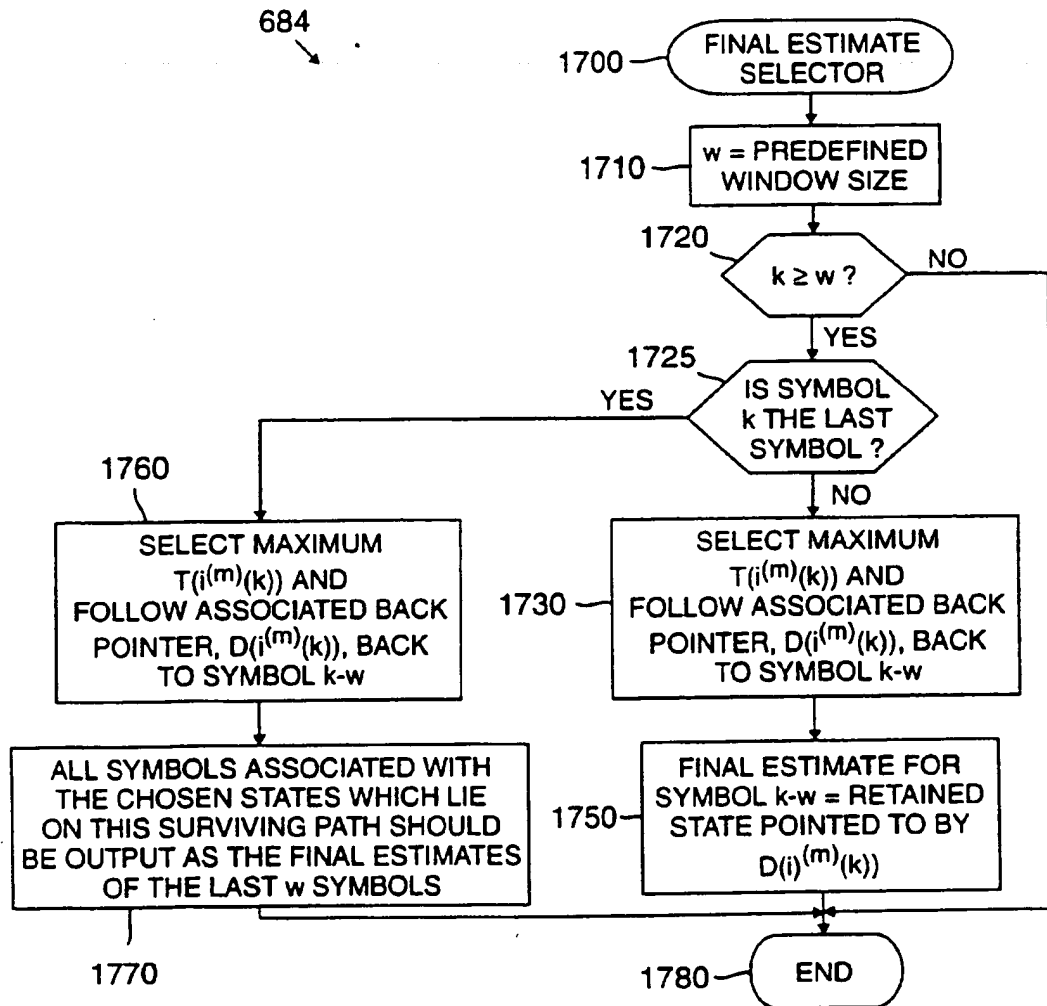 684
1700
FINAL ESTIMATE
SELECTOR
1710
w = PREDEFINED
WINDOW SIZE
1720
k ≥ w ?
NO
YES
1725
IS SYMBOL
k THE LAST
SYMBOL ?
YES
NO
1760
SELECT MAXIMUM
T(i^(m)(k)) AND
FOLLOW ASSOCIATED BACK
POINTER, D(i^(m)(k)), BACK
TO SYMBOL k-w
1730
SELECT MAXIMUM
T(i^(m)(k)) AND
FOLLOW ASSOCIATED BACK
POINTER, D(i^(m)(k)), BACK
TO SYMBOL k-w
ALL SYMBOLS ASSOCIATED WITH
THE CHOSEN STATES WHICH LIE
ON THIS SURVIVING PATH SHOULD
BE OUTPUT AS THE FINAL ESTIMATES
OF THE LAST w SYMBOLS
1770
1750
FINAL ESTIMATE FOR
SYMBOL k-w = RETAINED
STATE POINTED TO BY
D(i)^(m)(k))
1780
END